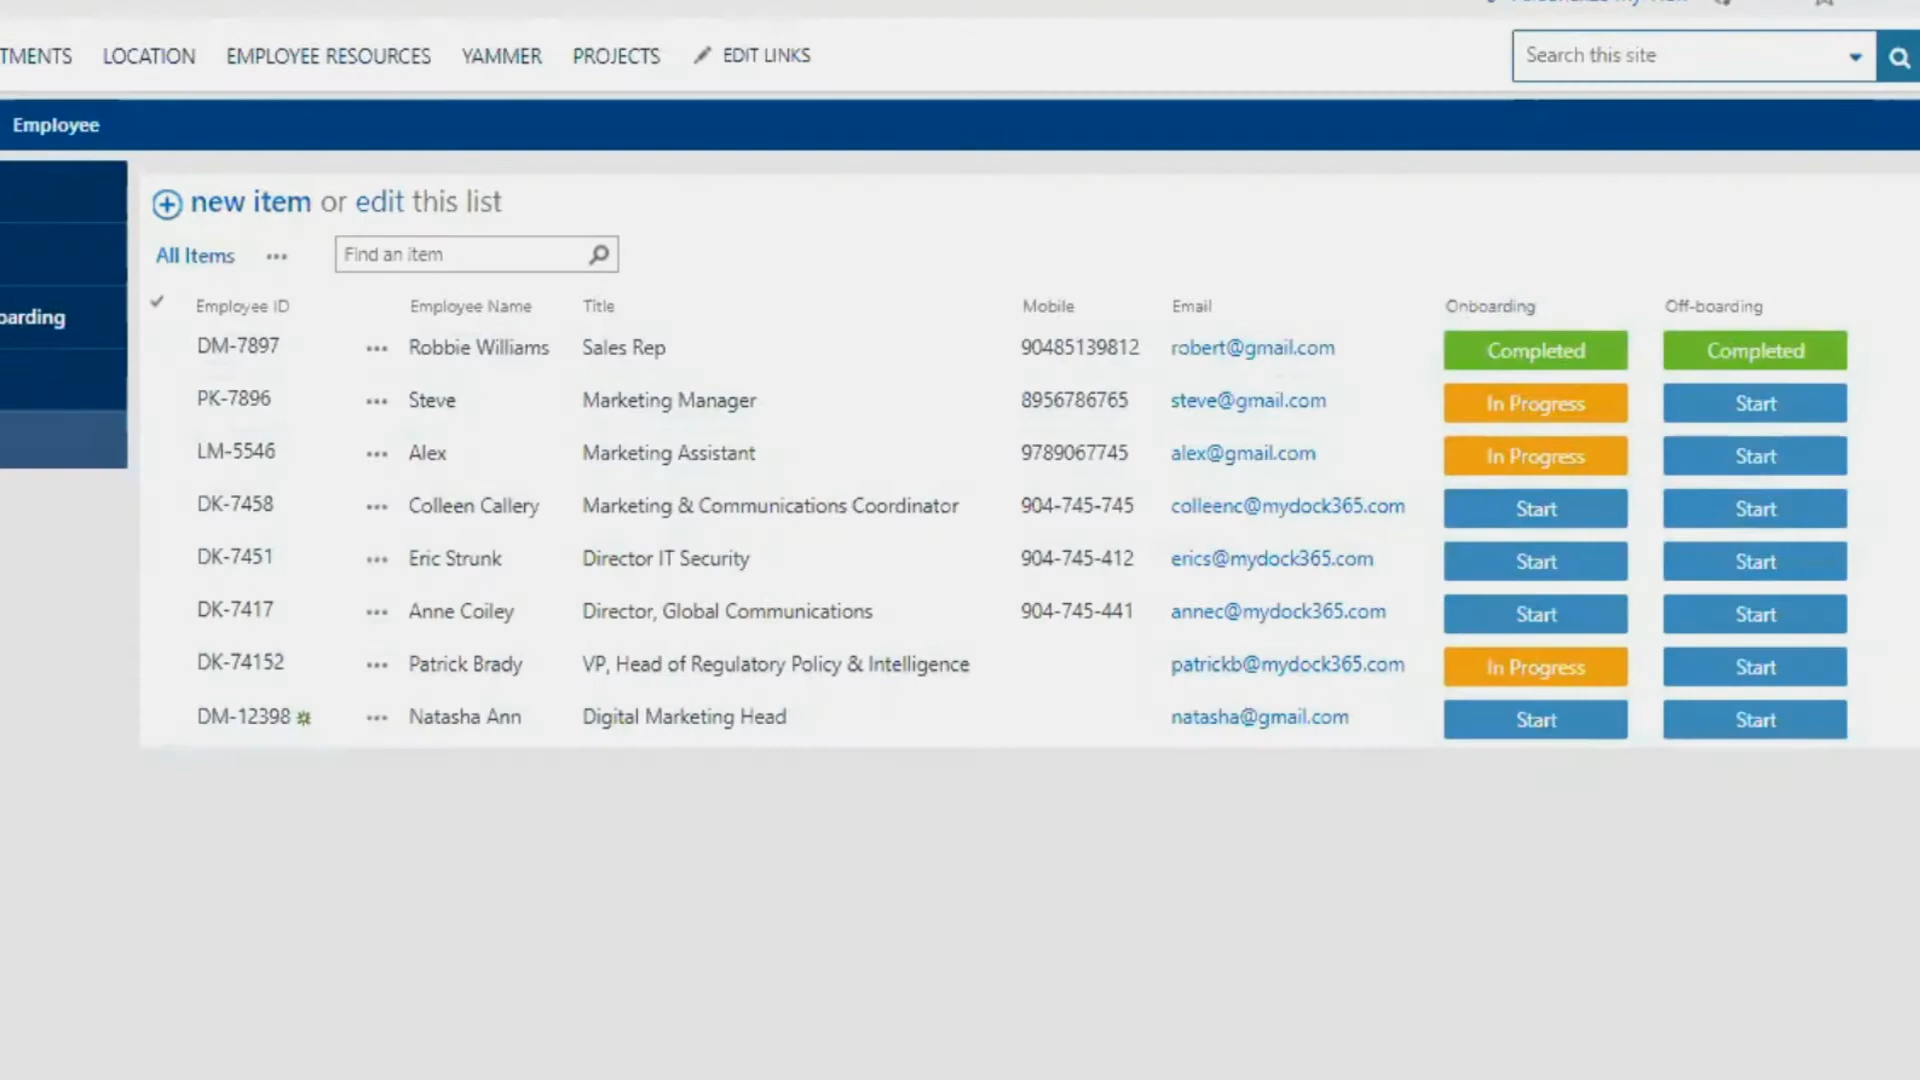 TMENTS LOCATION EMPLOYEE RESOURCES YAMMER PROJECTS EDIT LINKS Search this site
Employee
new item or edit this list
All Items ... Find an item
oarding
Employee ID Employee Name Title Mobile Email Onboarding Off-boarding
DM-7897 ... Robbie Williams Sales Rep 90485139812 robert@gmail.com Completed Completed
PK-7896 ... Steve Marketing Manager 8956786765 steve@gmail.com In Progress Start
LM-5546 ... Alex Marketing Assistant 9789067745 alex@gmail.com In Progress Start
DK-7458 ... Colleen Callery Marketing & Communications Coordinator 904-745-745 colleenc@mydock365.com Start Start
DK-7451 ... Eric Strunk Director IT Security 904-745-412 erics@mydock365.com Start Start
DK-7417 ... Anne Coiley Director, Global Communications 904-745-441 annec@mydock365.com Start Start
DK-74152 ... Patrick Brady VP, Head of Regulatory Policy & Intelligence patrickb@mydock365.com In Progress Start
DM-12398 ... Natasha Ann Digital Marketing Head natasha@gmail.com Start Start